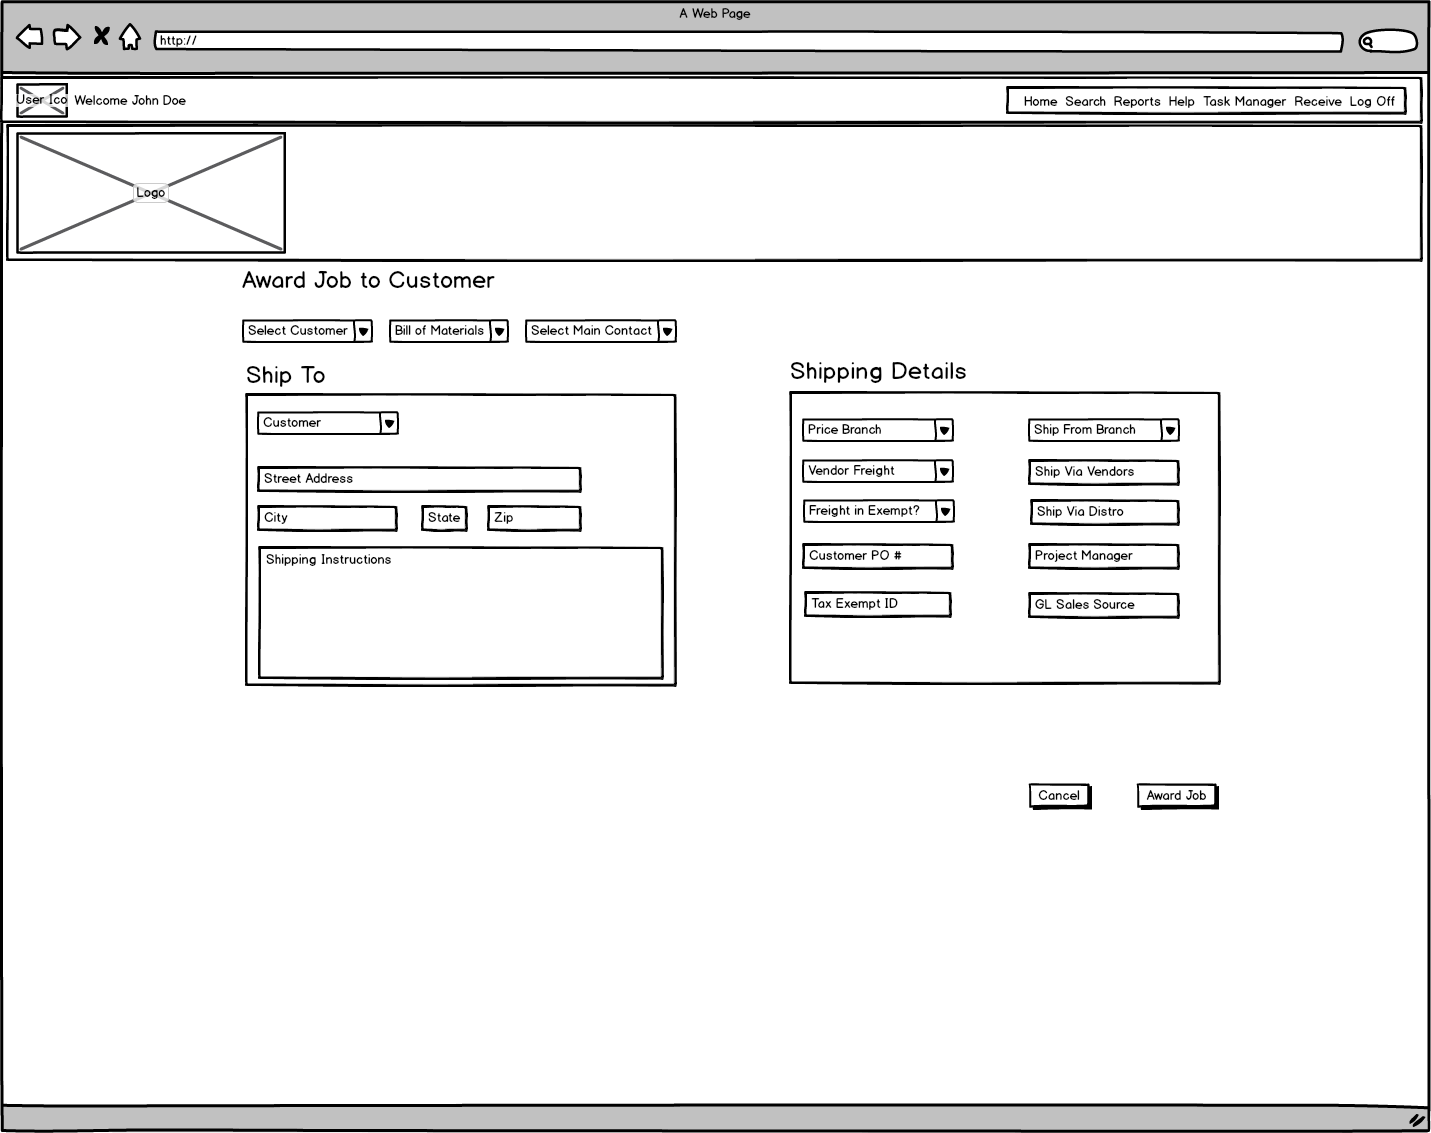 A Web Page
http://
User Ico Welcome John Doe
Home Search Reports Help Task Manager Receive Log Off
Logo
Award Job to Customer
Select Customer Bill of Materials Select Main Contact
Ship To
Customer
Street Address
City State Zip
Shipping Instructions
Shipping Details
Price Branch Ship From Branch
Vendor Freight Ship Via Vendors
Freight in Exempt? Ship Via Distro
Customer PO # Project Manager
Tax Exempt ID GL Sales Source
Cancel Award Job